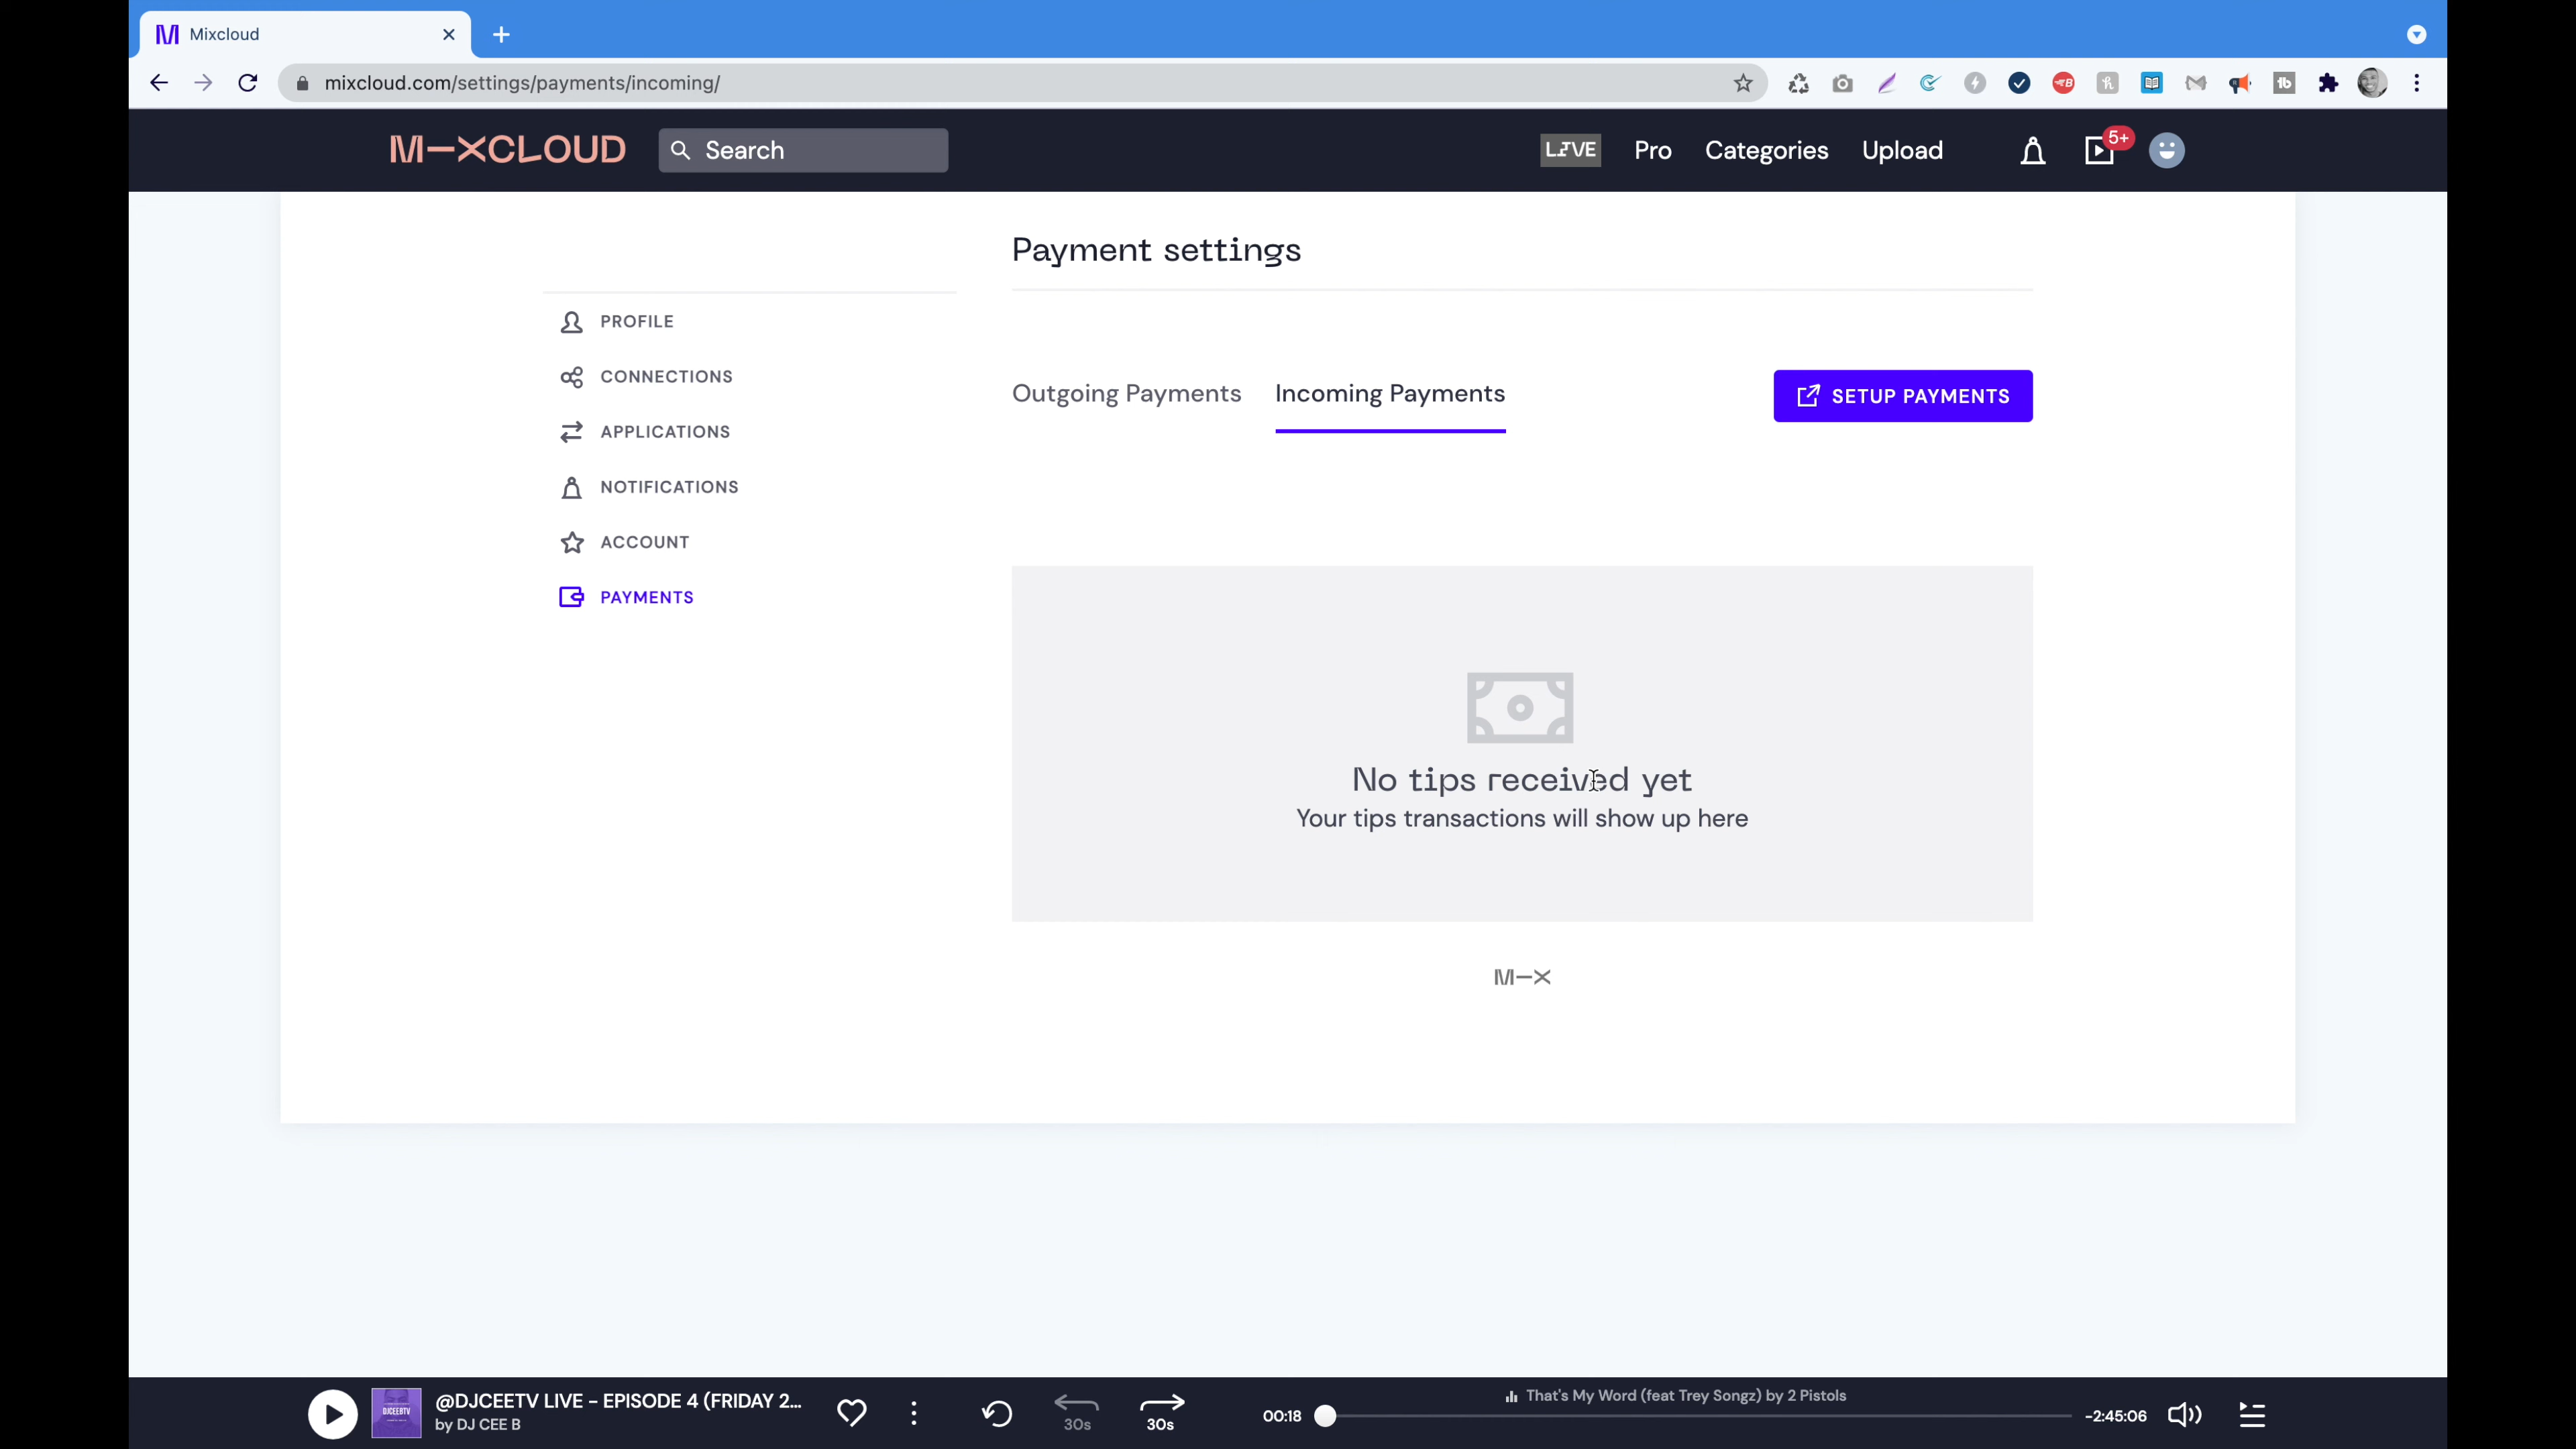 Mixcloud
mixcloud.com/settings/payments/incoming/
M-XCLOUD
Search
LIVE
Pro
Categories
Upload
5+
Payment settings
PROFILE
CONNECTIONS
APPLICATIONS
NOTIFICATIONS
ACCOUNT
PAYMENTS
Outgoing Payments
Incoming Payments
SETUP PAYMENTS
No tips received yet
Your tips transactions will show up here
M-X
DJCEEBTV
@DJCEETV LIVE - EPISODE 4 (FRIDAY 2...
by DJ CEE B
30s
30s
00:18
That's My Word (feat Trey Songz) by 2 Pistols
-2:45:06